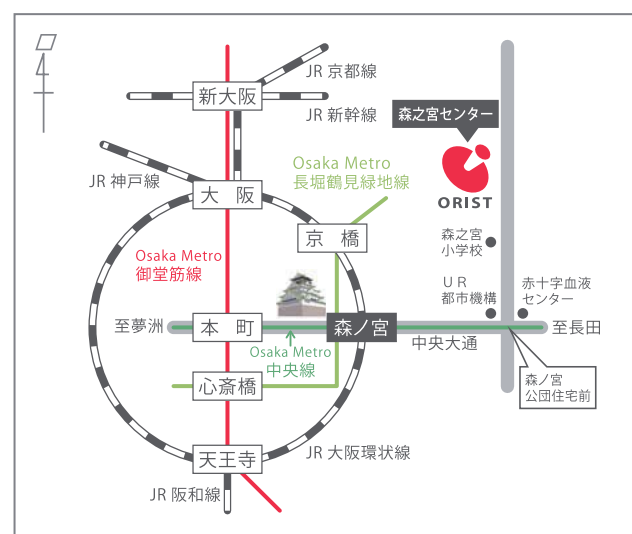 JR 京都線
新大阪
JR 新幹線
森之宮センター
Osaka Metro
長堀鶴見緑地線
JR 神戸線
大阪
ORIST
京橋
森之宮
小学校
Osaka Metro
御堂筋線
UR
都市機構
赤十字血液
センター
至夢洲
本町
森ノ宮
至長田
中央大通
Osaka Metro
中央線
心斎橋
森ノ宮
公団住宅前
天王寺
JR 大阪環状線
JR 阪和線